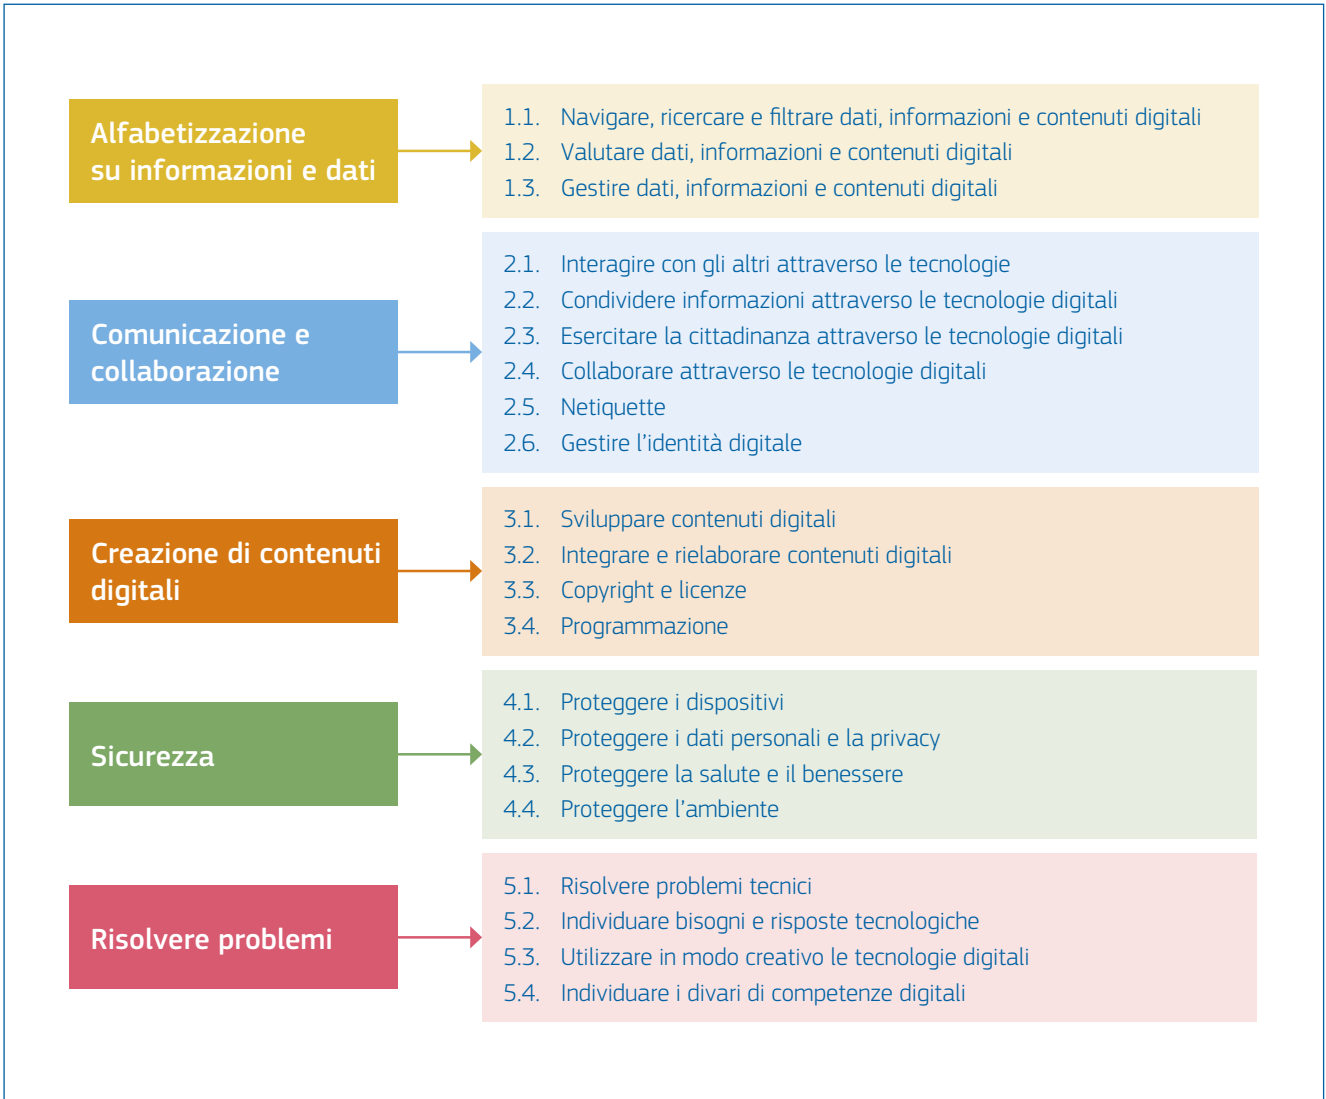 Alfabetizzazione
su informazioni e dati
1.1. Navigare, ricercare e filtrare dati, informazioni e contenuti digitali
1.2. Valutare dati, informazioni e contenuti digitali
1.3. Gestire dati, informazioni e contenuti digitali
Comunicazione e
collaborazione
2.1. Interagire con gli altri attraverso le tecnologie
2.2. Condividere informazioni attraverso le tecnologie digitali
2.3. Esercitare la cittadinanza attraverso le tecnologie digitali
2.4. Collaborare attraverso le tecnologie digitali
2.5. Netiquette
2.6. Gestire l’identità digitale
Creazione di contenuti
digitali
3.1. Sviluppare contenuti digitali
3.2. Integrare e rielaborare contenuti digitali
3.3. Copyright e licenze
3.4. Programmazione
Sicurezza
4.1. Proteggere i dispositivi
4.2. Proteggere i dati personali e la privacy
4.3. Proteggere la salute e il benessere
4.4. Proteggere l’ambiente
Risolvere problemi
5.1. Risolvere problemi tecnici
5.2. Individuare bisogni e risposte tecnologiche
5.3. Utilizzare in modo creativo le tecnologie digitali
5.4. Individuare i divari di competenze digitali